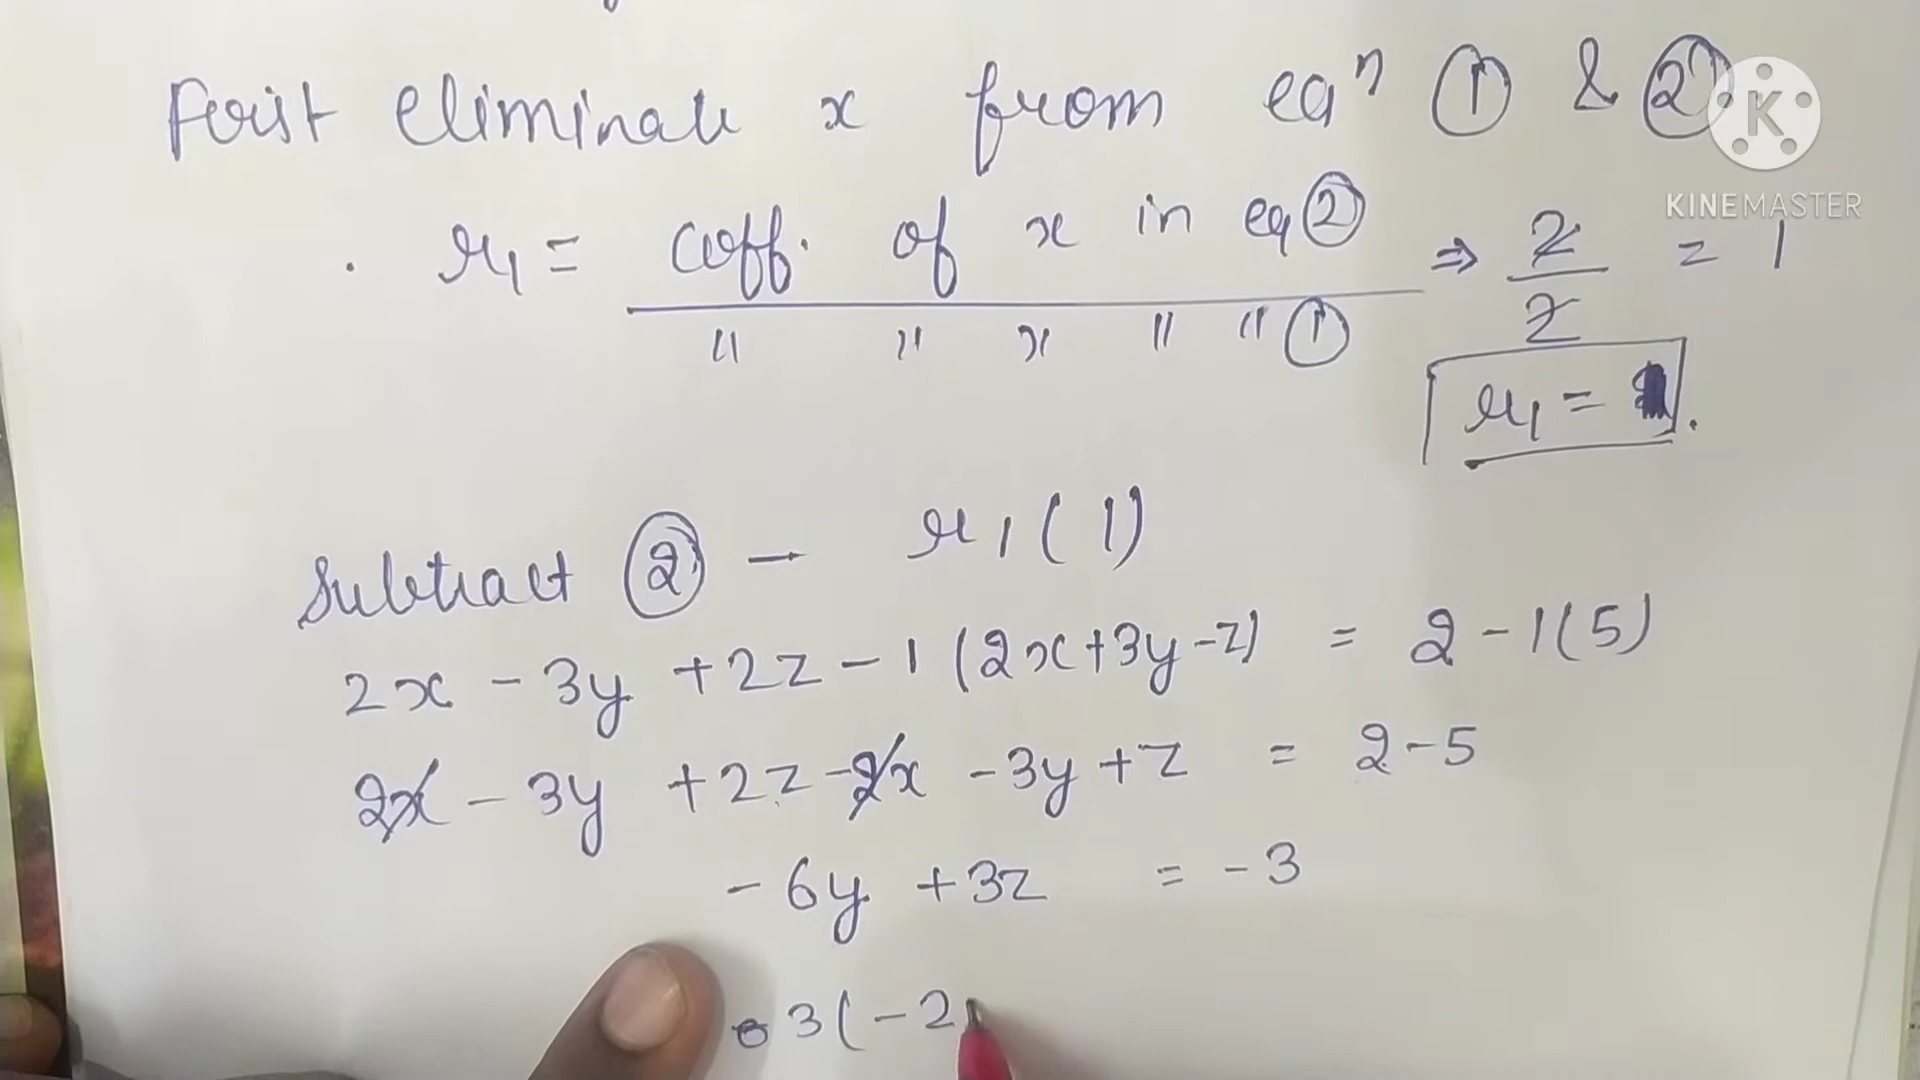 First eliminate x from eqⁿ ① & ②
K
KINEMASTER
r₁ = coff. of x in eq ② ⇒ 2 = 1
" " x " " ① 2
r₁ = 1.
Subtract ② - r₁ ( 1 )
2x - 3y + 2z - 1 (2x + 3y - z) = 2 - 1(5)
2x - 3y + 2z - 2x - 3y + z = 2 - 5
- 6y + 3z = - 3
3 ( - 2